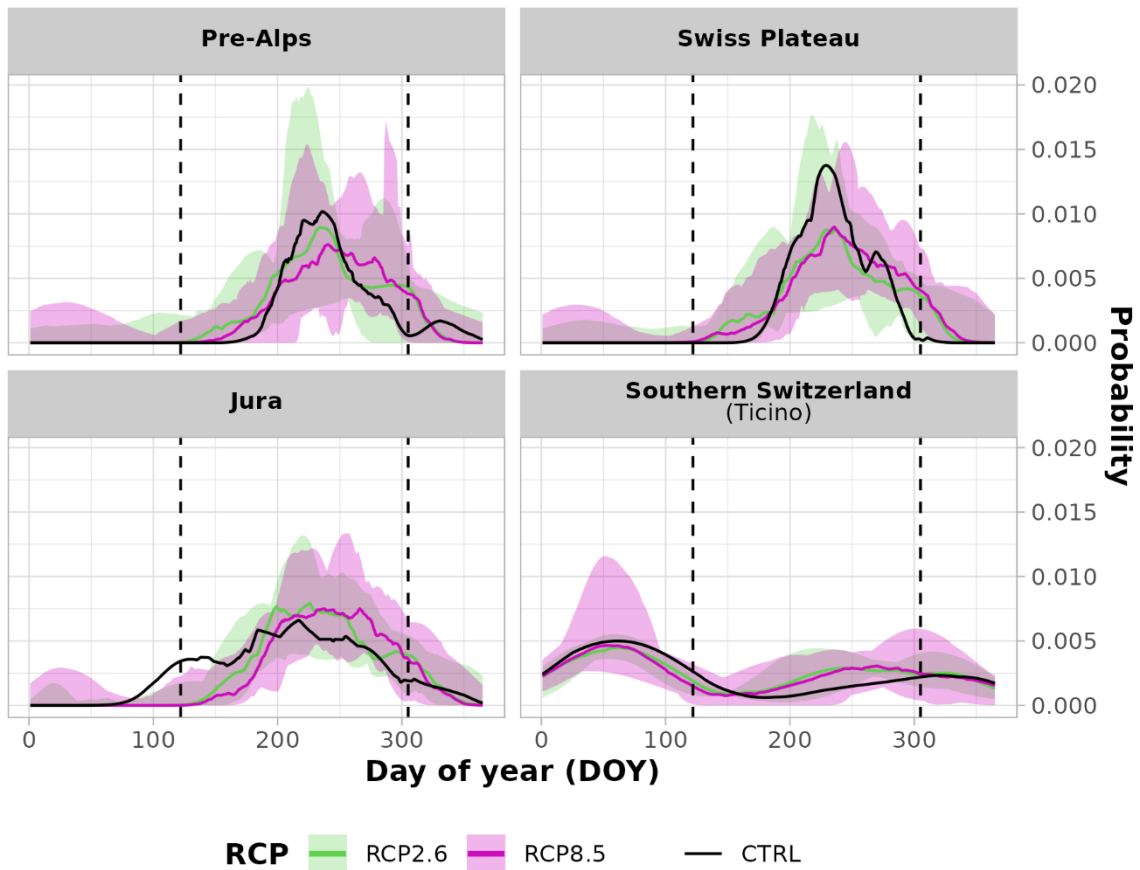 Pre-Alps
Swiss Plateau
0.020
0.015
0.010
0.005
0.000
Jura
Southern Switzerland
(Ticino)
0.020
0.015
0.010
0.005
0.000
Probability
0 100 200 300
0 100 200 300
Day of year (DOY)
RCP RCP2.6 RCP8.5 CTRL